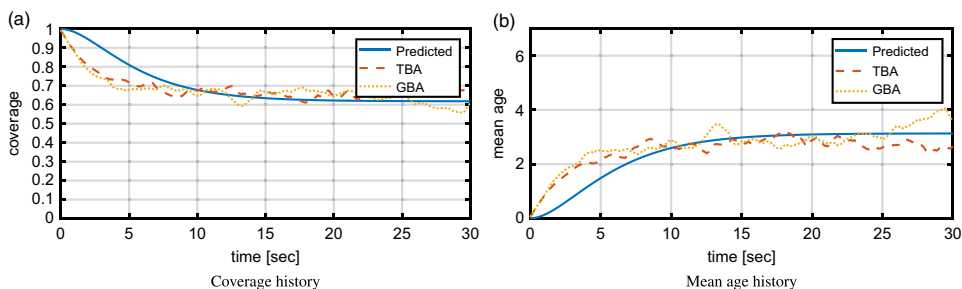 (a)
1
0.9
0.8
0.7
0.6
0.5
0.4
0.3
0.2
0.1
0
coverage
Predicted
TBA
GBA
0 5 10 15 20 25 30
time [sec]
Coverage history
(b)
6
4
2
0
mean age
Predicted
TBA
GBA
0 5 10 15 20 25 30
time [sec]
Mean age history